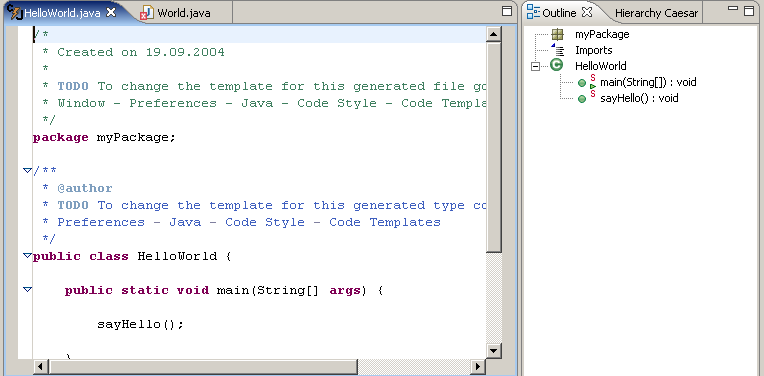 HelloWorld.java World.java
/*
* Created on 19.09.2004
*
* TODO To change the template for this generated file go
* Window - Preferences - Java - Code Style - Code Templa
*/
package myPackage;
/**
* @author
* TODO To change the template for this generated type co
* Preferences - Java - Code Style - Code Templates
*/
public class HelloWorld {
public static void main(String[] args) {
sayHello();
Outline Hierarchy Caesar
myPackage
Imports
HelloWorld
main(String[]) : void
sayHello() : void